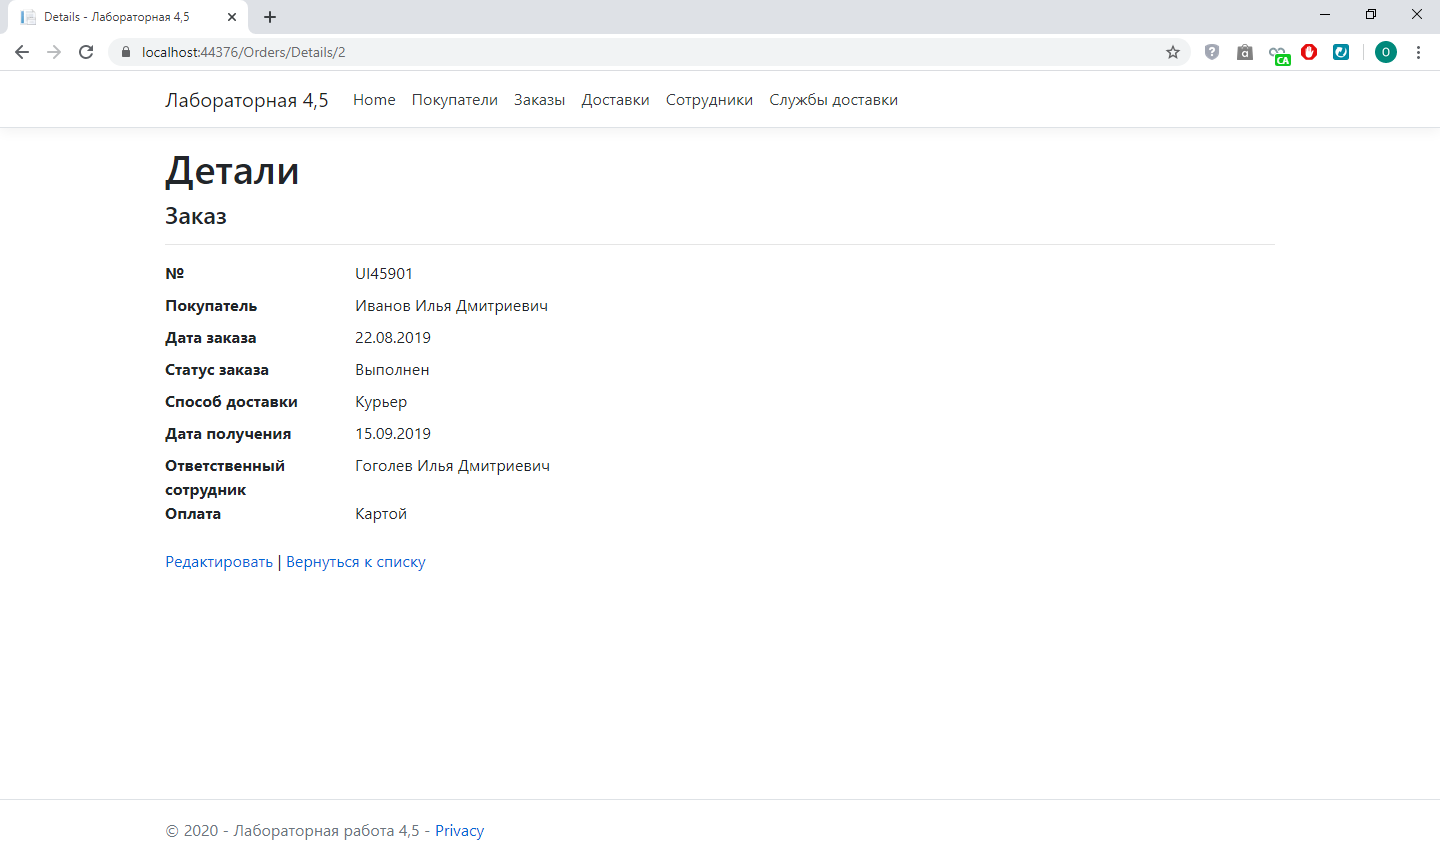 Details - Лабораторная 4,5
localhost:44376/Orders/Details/2
CA
O
Лабораторная 4,5 Home Покупатели Заказы Доставки Сотрудники Службы доставки
Детали
Заказ
№ UI45901
Покупатель Иванов Илья Дмитриевич
Дата заказа 22.08.2019
Статус заказа Выполнен
Способ доставки Курьер
Дата получения 15.09.2019
Ответственный Гоголев Илья Дмитриевич
сотрудник
Оплата Картой
Редактировать | Вернуться к списку
© 2020 - Лабораторная работа 4,5 - Privacy